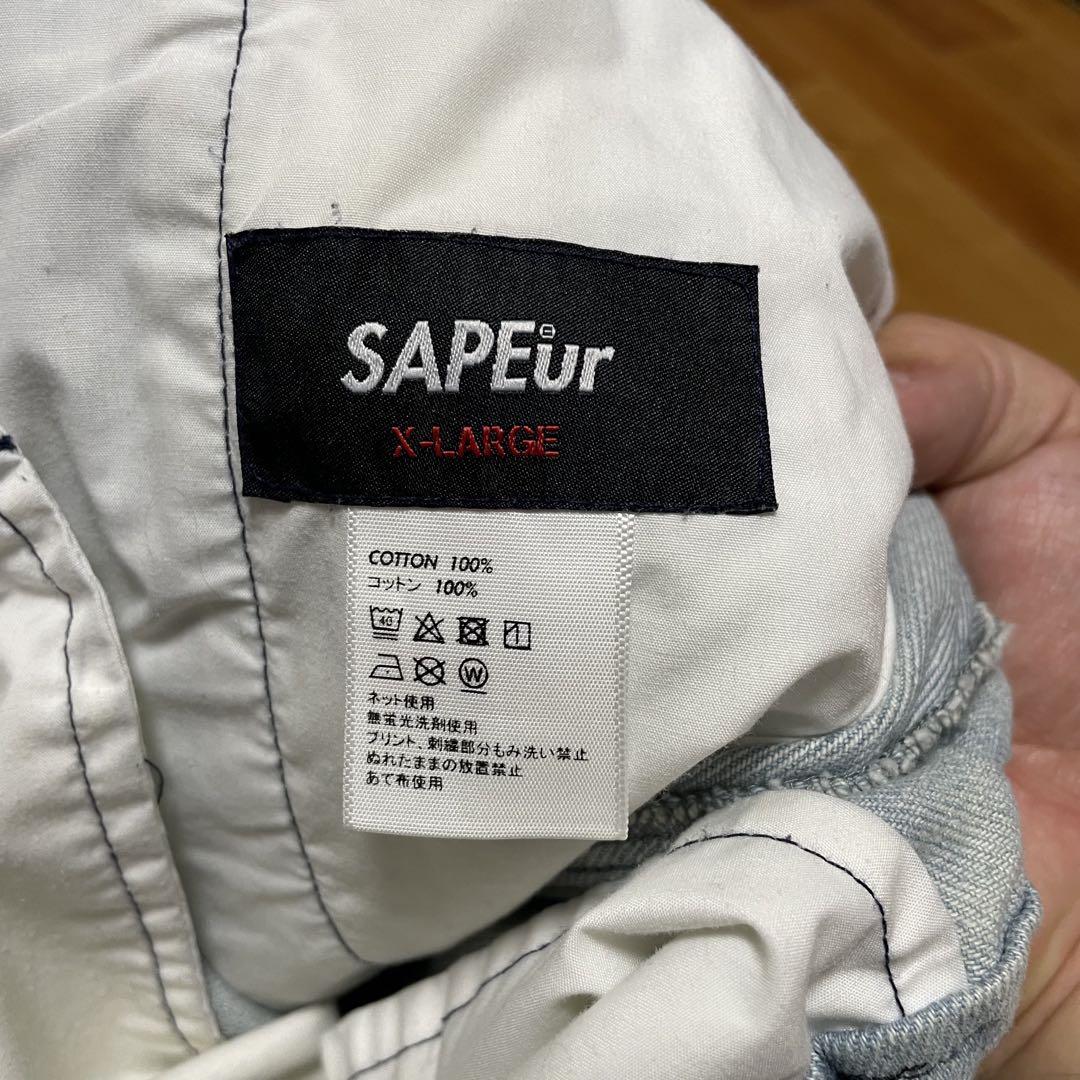 SAPEur
X-LARGE
COTTON 100%
コットン 100%
40
W
ネット使用
無蛍光洗剤使用
プリント、刺繍部分もみ洗い禁止
ぬれたままの放置禁止
あて布使用